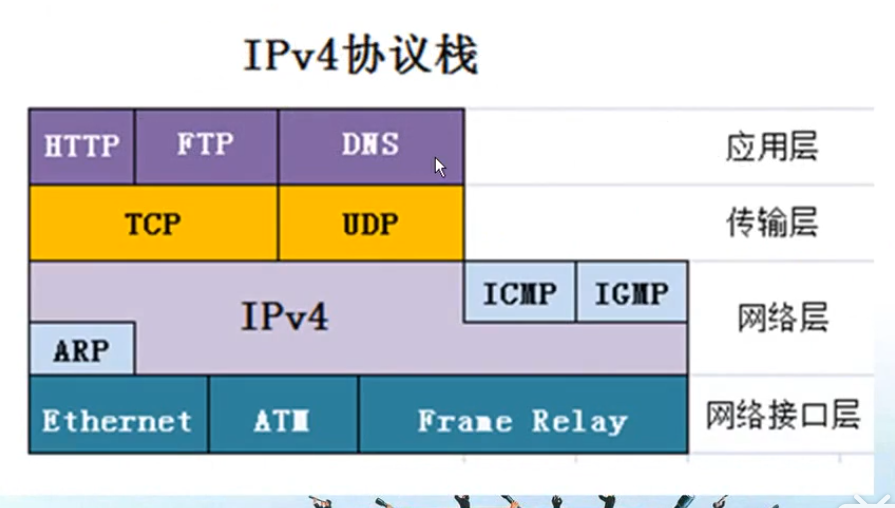 IPv4协议栈
HTTP FTP DNS 应用层
TCP UDP 传输层
ICMP IGMP
IPv4 网络层
ARP
Ethernet ATM Frame Relay 网络接口层